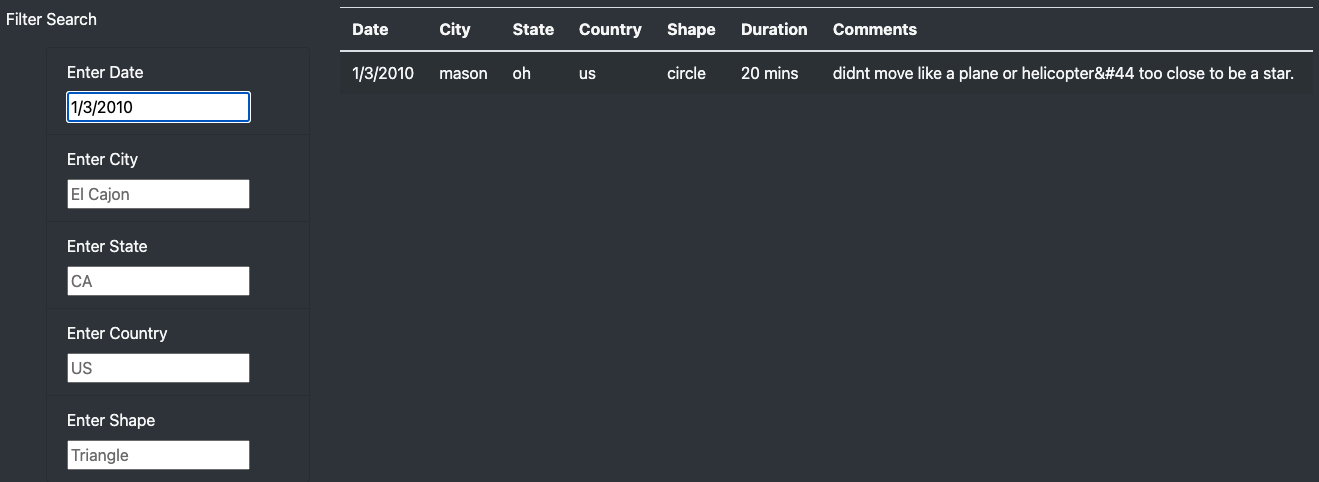 Filter Search
Enter Date
1/3/2010
Enter City
El Cajon
Enter State
CA
Enter Country
US
Enter Shape
Triangle
Date City State Country Shape Duration Comments
1/3/2010 mason oh us circle 20 mins didnt move like a plane or helicopter&#44 too close to be a star.